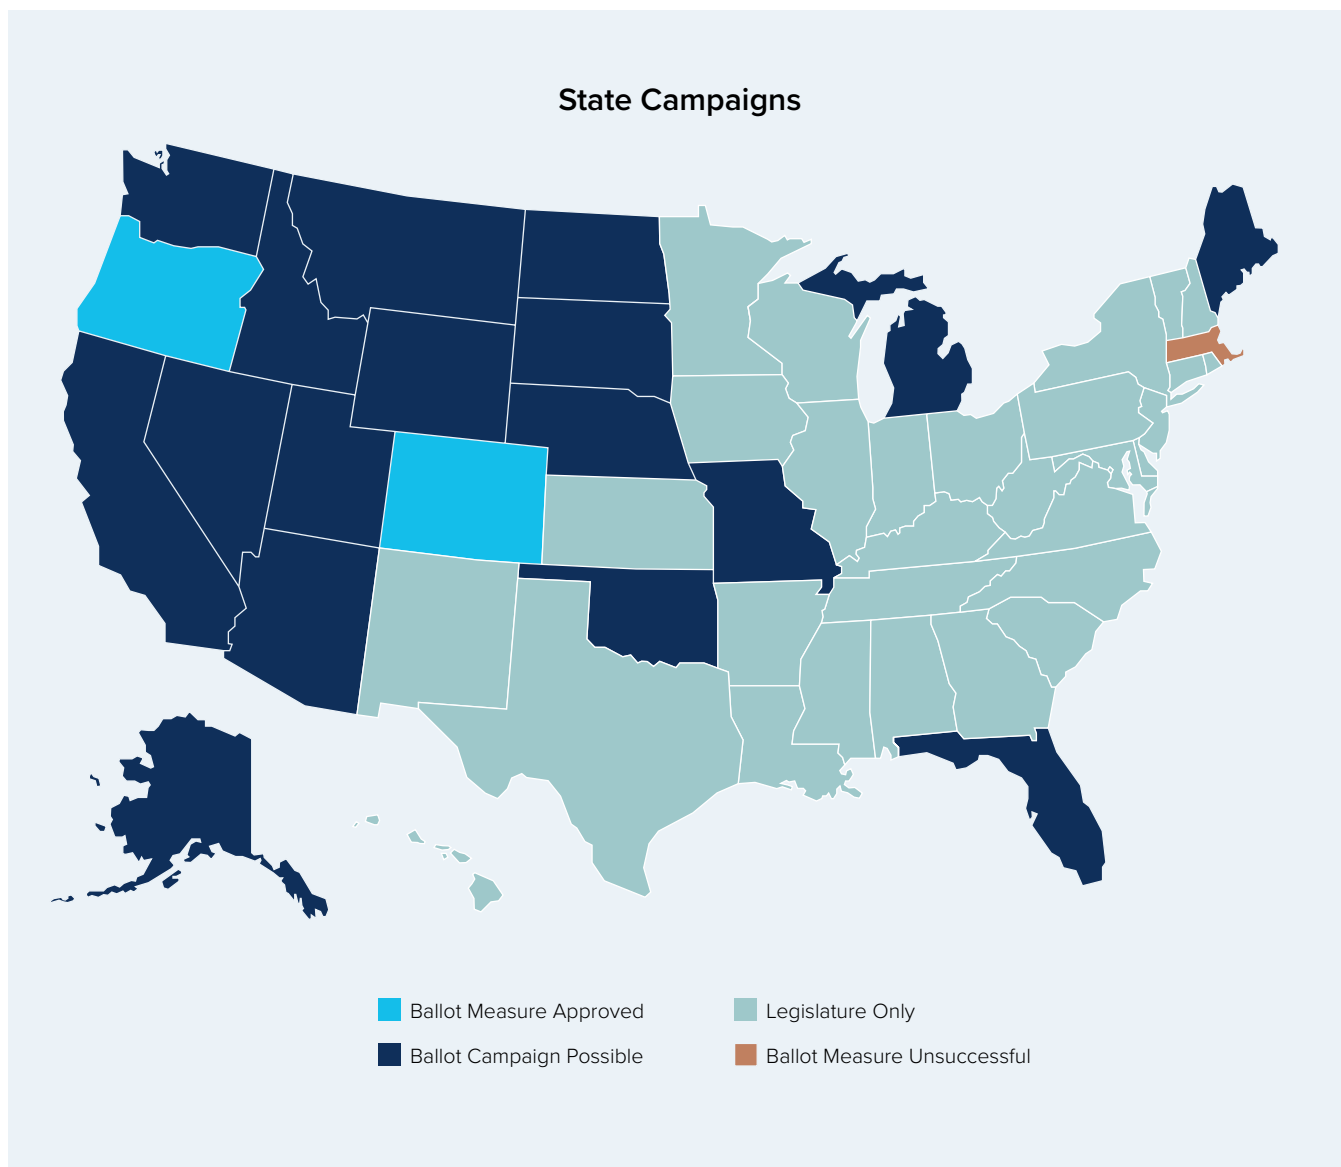 State Campaigns
Ballot Measure Approved
Legislature Only
Ballot Campaign Possible
Ballot Measure Unsuccessful